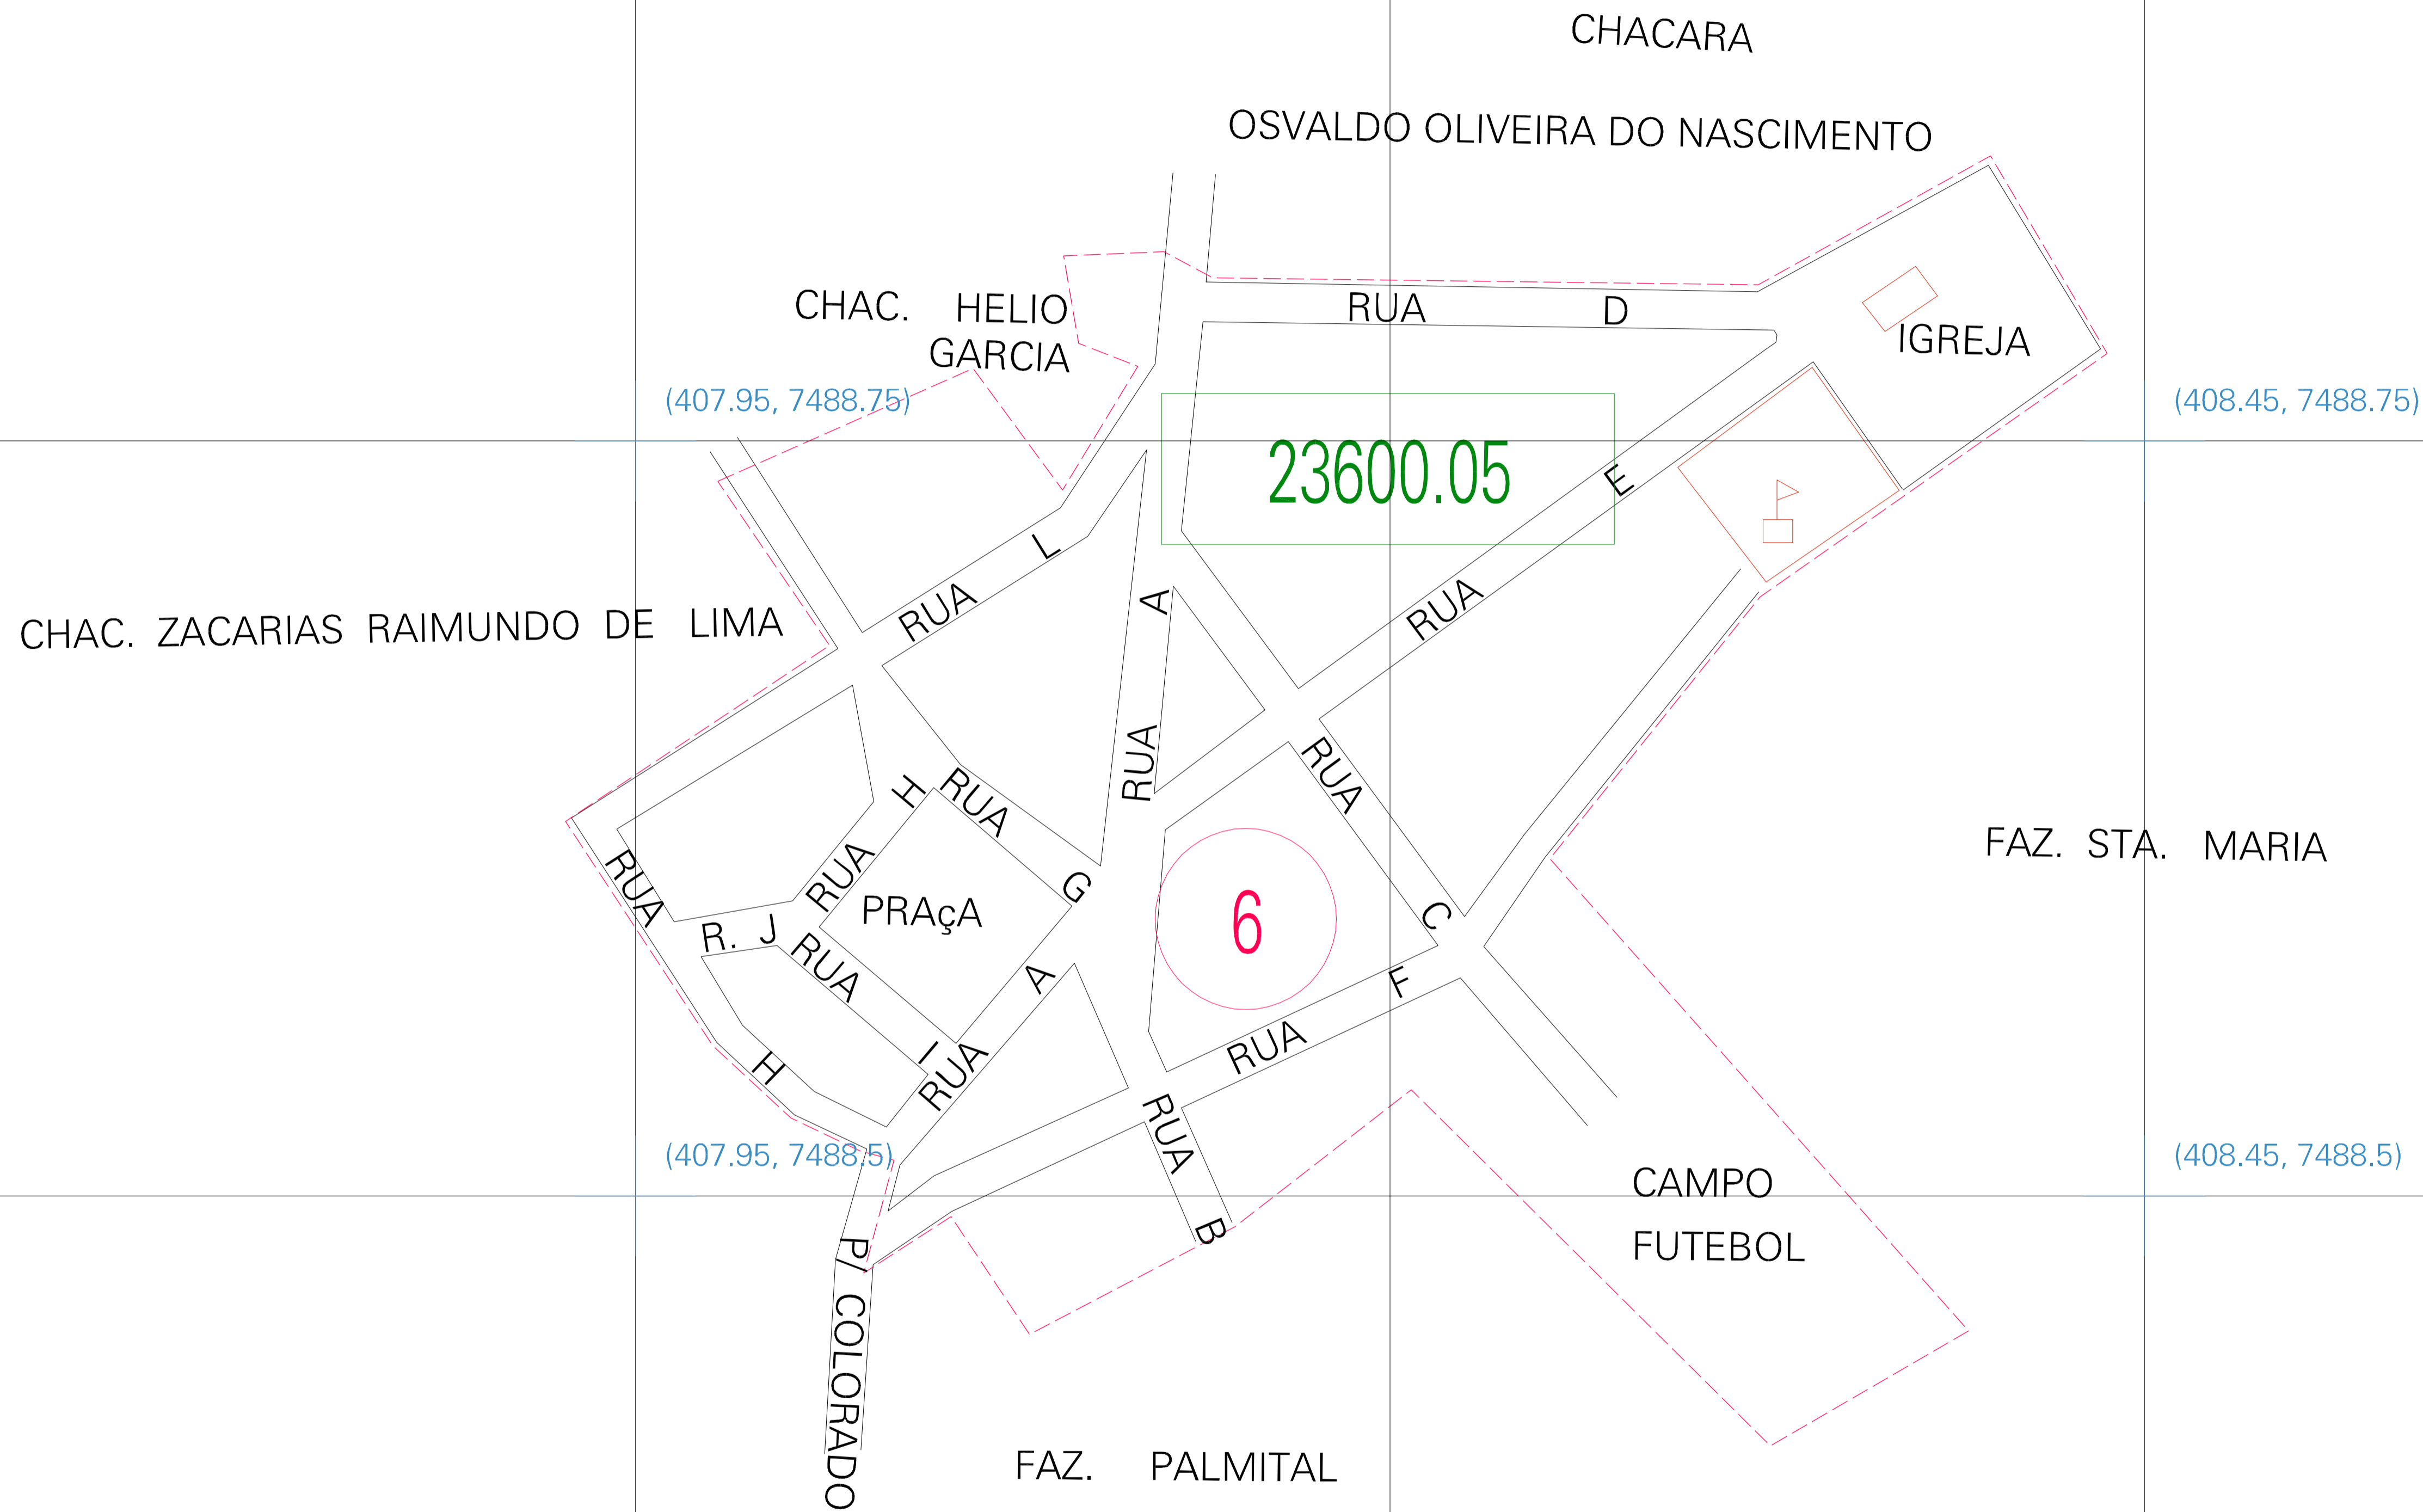 CHACARA
OSVALDO OLIVEIRA DO NASCIMENTO
CHAC. HELIO
GARCIA
RUA D
IGREJA
(407.95, 7488.75)
(408.45, 7488.75)
23600.05
RUA E
RUA L
RUA A
CHAC. ZACARIAS RAIMUNDO DE LIMA
RUA C
RUA H
RUA G
RUA H
PRAçA
R. J
RUA I
RUA A
6
FAZ. STA. MARIA
RUA F
RUA B
(407.95, 7488.5)
(408.45, 7488.5)
CAMPO
FUTEBOL
P/ COLORADO
FAZ. PALMITAL